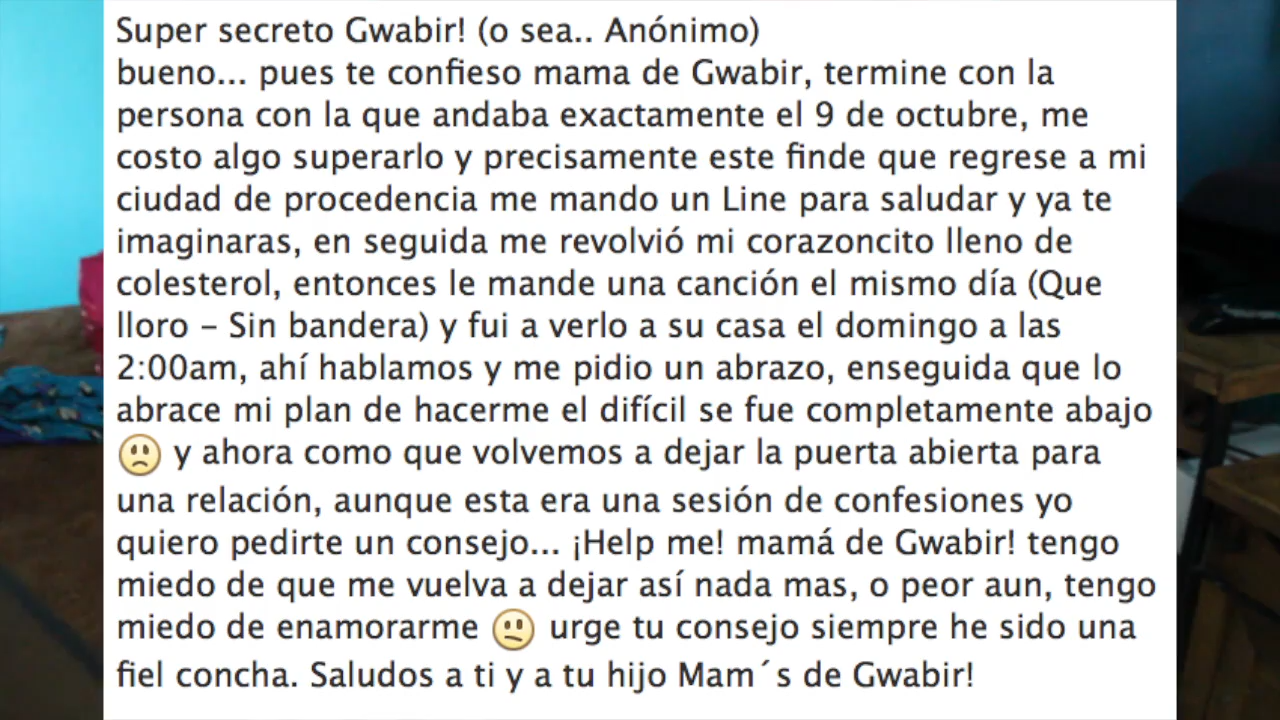 Super secreto Gwabir! (o sea.. Anónimo)
bueno... pues te confieso mama de Gwabir, termine con la
persona con la que andaba exactamente el 9 de octubre, me
costo algo superarlo y precisamente este finde que regrese a mi
ciudad de procedencia me mando un Line para saludar y ya te
imaginaras, en seguida me revolvió mi corazoncito lleno de
colesterol, entonces le mande una canción el mismo día (Que
lloro – Sin bandera) y fui a verlo a su casa el domingo a las
2:00am, ahí hablamos y me pidio un abrazo, enseguida que lo
abrace mi plan de hacerme el difícil se fue completamente abajo
y ahora como que volvemos a dejar la puerta abierta para
una relación, aunque esta era una sesión de confesiones yo
quiero pedirte un consejo... ¡Help me! mamá de Gwabir! tengo
miedo de que me vuelva a dejar así nada mas, o peor aun, tengo
miedo de enamorarme urge tu consejo siempre he sido una
fiel concha. Saludos a ti y a tu hijo Mam´s de Gwabir!